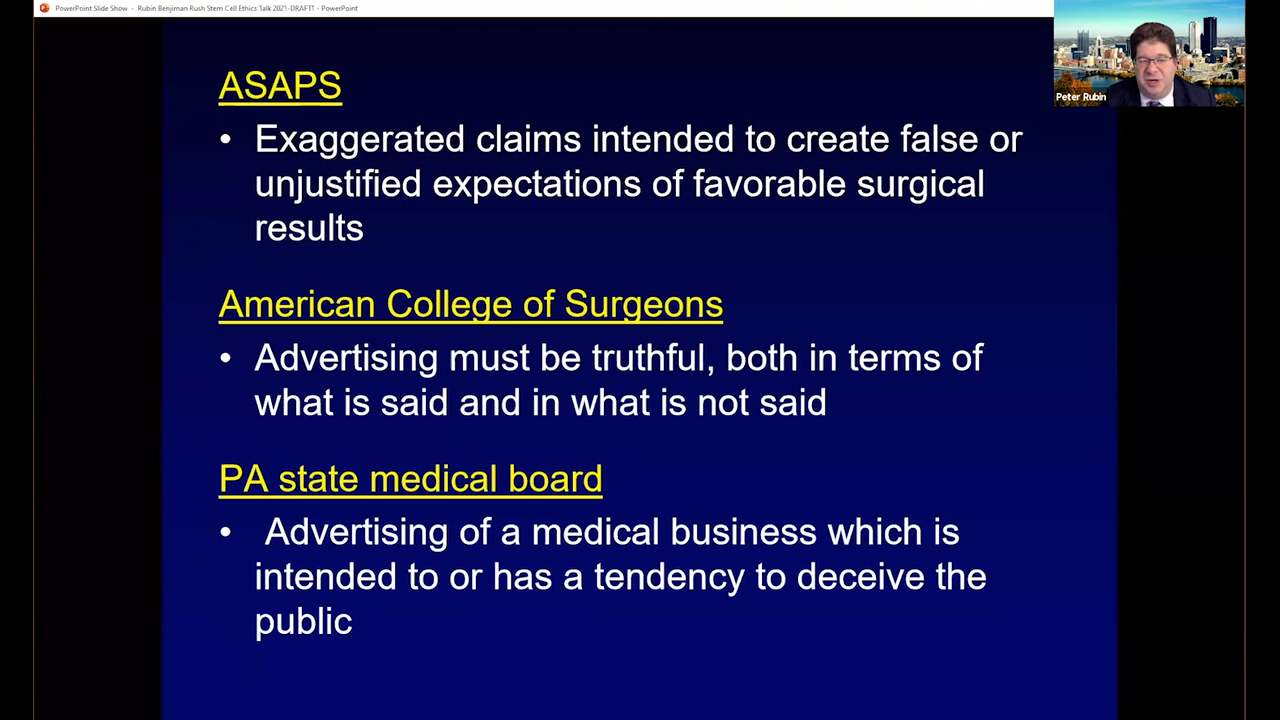 PowerPoint Slide Show - Rubin Benjiman Rush Stem Cell Ethics Talk 2021-DRAFT1 - PowerPoint
Peter Rubin
ASAPS
• Exaggerated claims intended to create false or
unjustified expectations of favorable surgical
results
American College of Surgeons
• Advertising must be truthful, both in terms of
what is said and in what is not said
PA state medical board
• Advertising of a medical business which is
intended to or has a tendency to deceive the
public